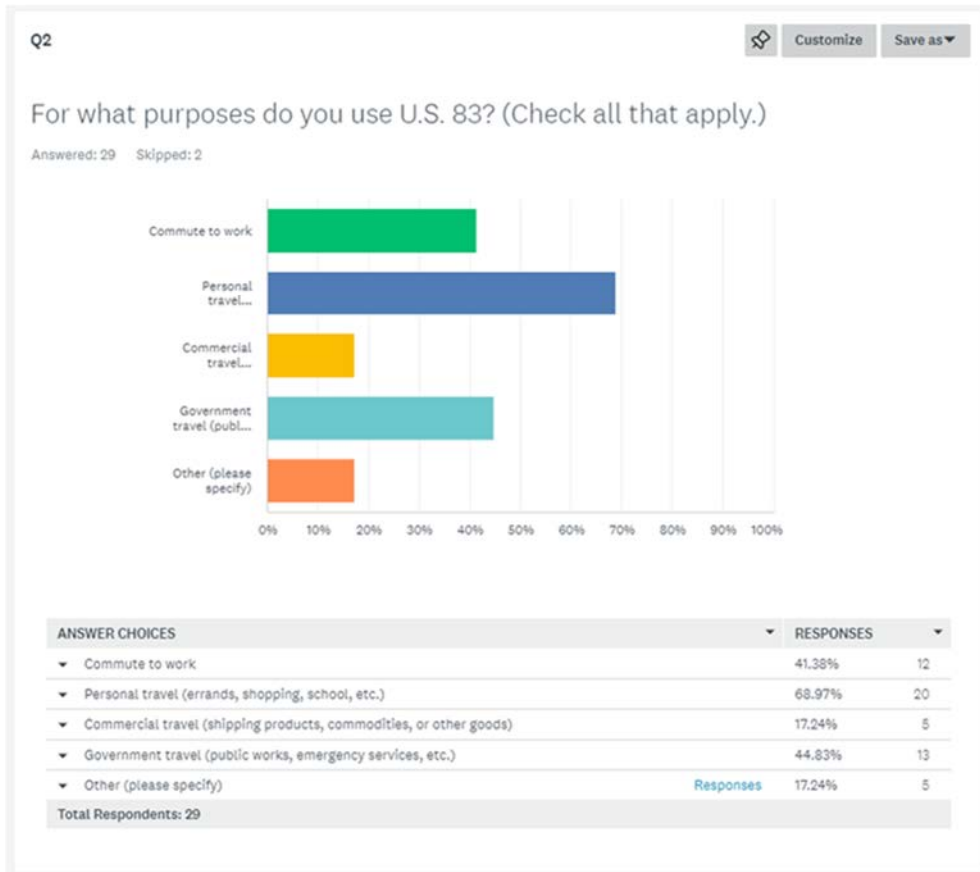 Q2
Customize
Save as
For what purposes do you use U.S. 83? (Check all that apply.)
Answered: 29 Skipped: 2
Commute to work
Personal
travel...
Commercial
travel...
Government
travel (publ...
Other (please
specify)
0% 10% 20% 30% 40% 50% 60% 70% 80% 90% 100%
ANSWER CHOICES RESPONSES
Commute to work 41.38% 12
Personal travel (errands, shopping, school, etc.) 68.97% 20
Commercial travel (shipping products, commodities, or other goods) 17.24% 5
Government travel (public works, emergency services, etc.) 44.83% 13
Other (please specify) Responses 17.24% 5
Total Respondents: 29